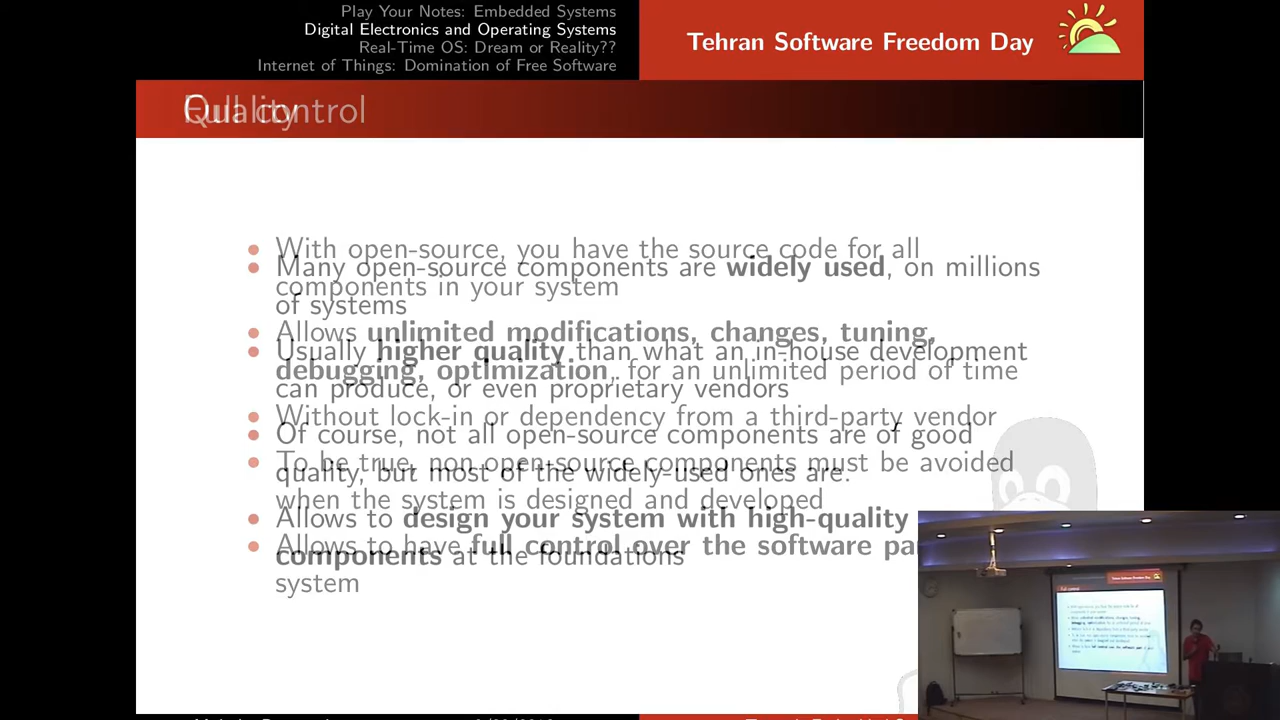 Play Your Notes: Embedded Systems
Digital Electronics and Operating Systems
Real-Time OS: Dream or Reality??
Internet of Things: Domination of Free Software
Tehran Software Freedom Day
Quality
Full control
With open-source, you have the source code for all
components in your system
Allows unlimited modifications, changes, tuning,
debugging, optimization, for an unlimited period of time
Without lock-in or dependency from a third-party vendor
To be true, non open-source components must be avoided
when the system is designed and developed
Allows to have full control over the software
system
Many open-source components are widely used, on millions
of systems
Usually higher quality than what an in-house development
can produce, or even proprietary vendors
Of course, not all open-source components are of good
quality, but most of the widely-used ones are.
Allows to design your system with high-quality
components at the foundations